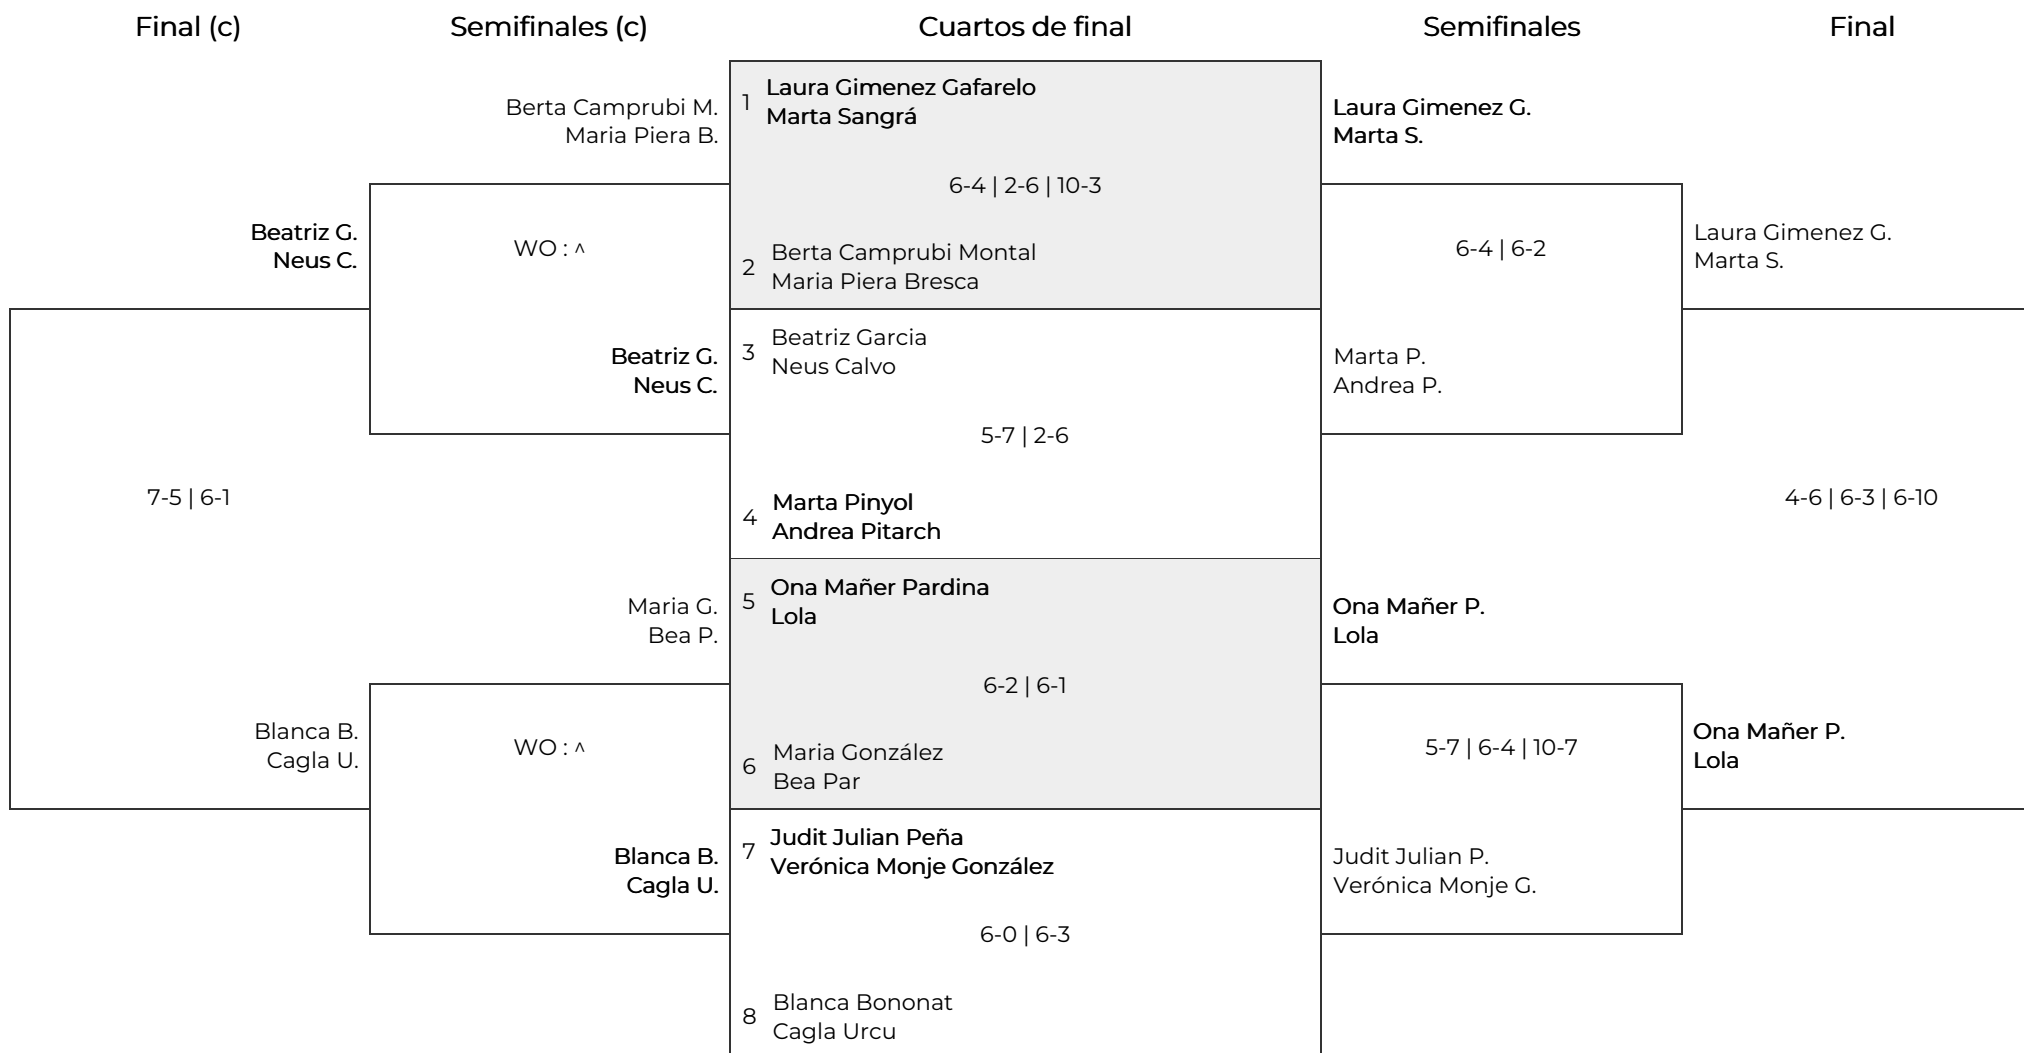 Final (c)
Semifinales (c)
Cuartos de final
Semifinales
Final
Berta Camprubi M.
Maria Piera B.
1
Laura Gimenez Gafarelo
Marta Sangrá
Laura Gimenez G.
Marta S.
6-4 | 2-6 | 10-3
Beatriz G.
Neus C.
WO : ^
2
Berta Camprubi Montal
Maria Piera Bresca
6-4 | 6-2
Laura Gimenez G.
Marta S.
Beatriz G.
Neus C.
3
Beatriz Garcia
Neus Calvo
Marta P.
Andrea P.
5-7 | 2-6
7-5 | 6-1
4
Marta Pinyol
Andrea Pitarch
4-6 | 6-3 | 6-10
Maria G.
Bea P.
5
Ona Mañer Pardina
Lola
Ona Mañer P.
Lola
6-2 | 6-1
Blanca B.
Cagla U.
WO : ^
6
Maria González
Bea Par
5-7 | 6-4 | 10-7
Ona Mañer P.
Lola
Blanca B.
Cagla U.
7
Judit Julian Peña
Verónica Monje González
Judit Julian P.
Verónica Monje G.
6-0 | 6-3
8
Blanca Bononat
Cagla Urcu